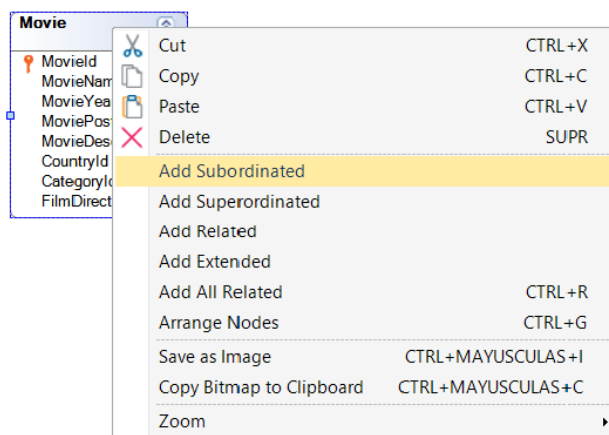 Movie
MovieId
MovieNam
MovieYea
MoviePos
MovieDes
CountryId
CategoryId
FilmDirect
Cut CTRL+X
Copy CTRL+C
Paste CTRL+V
Delete SUPR
Add Subordinated
Add Superordinated
Add Related
Add Extended
Add All Related CTRL+R
Arrange Nodes CTRL+G
Save as Image CTRL+MAYUSCULAS+I
Copy Bitmap to Clipboard CTRL+MAYUSCULAS+C
Zoom